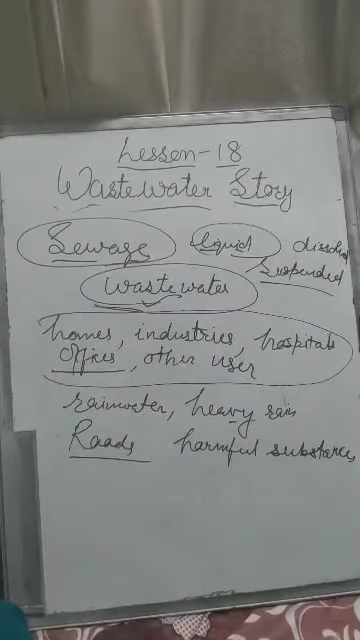 Lesson-18
Wastewater Story
Sewage liquid dissolved
suspended
wastewater
homes, industries, hospitals
offices, other user
rainwater, heavy rain
Roads harmful substances